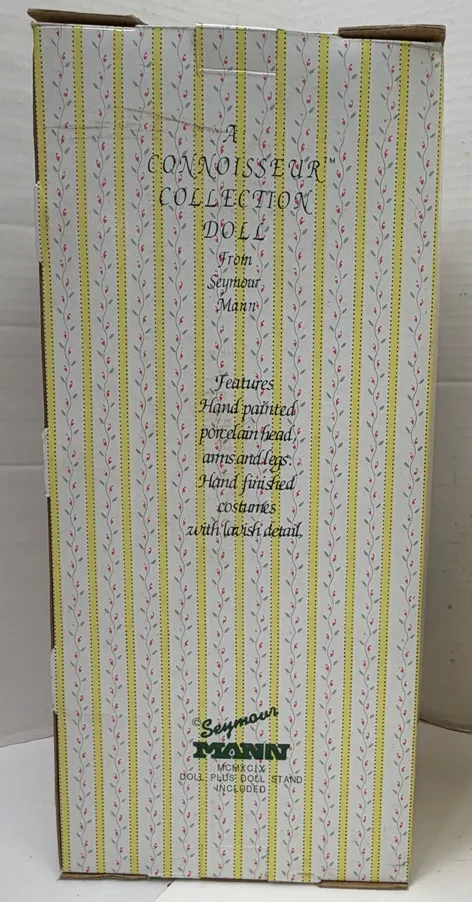 A
CONNOISSEUR™
COLLECTION
DOLL
From
Seymour
Mann
Features
Hand painted
porcelain head,
arms and legs.
Hand finished
costumes
with lavish detail.
©Seymour
MANN
MCMXCIX
DOLL PLUS DOLL STAND
INCLUDED